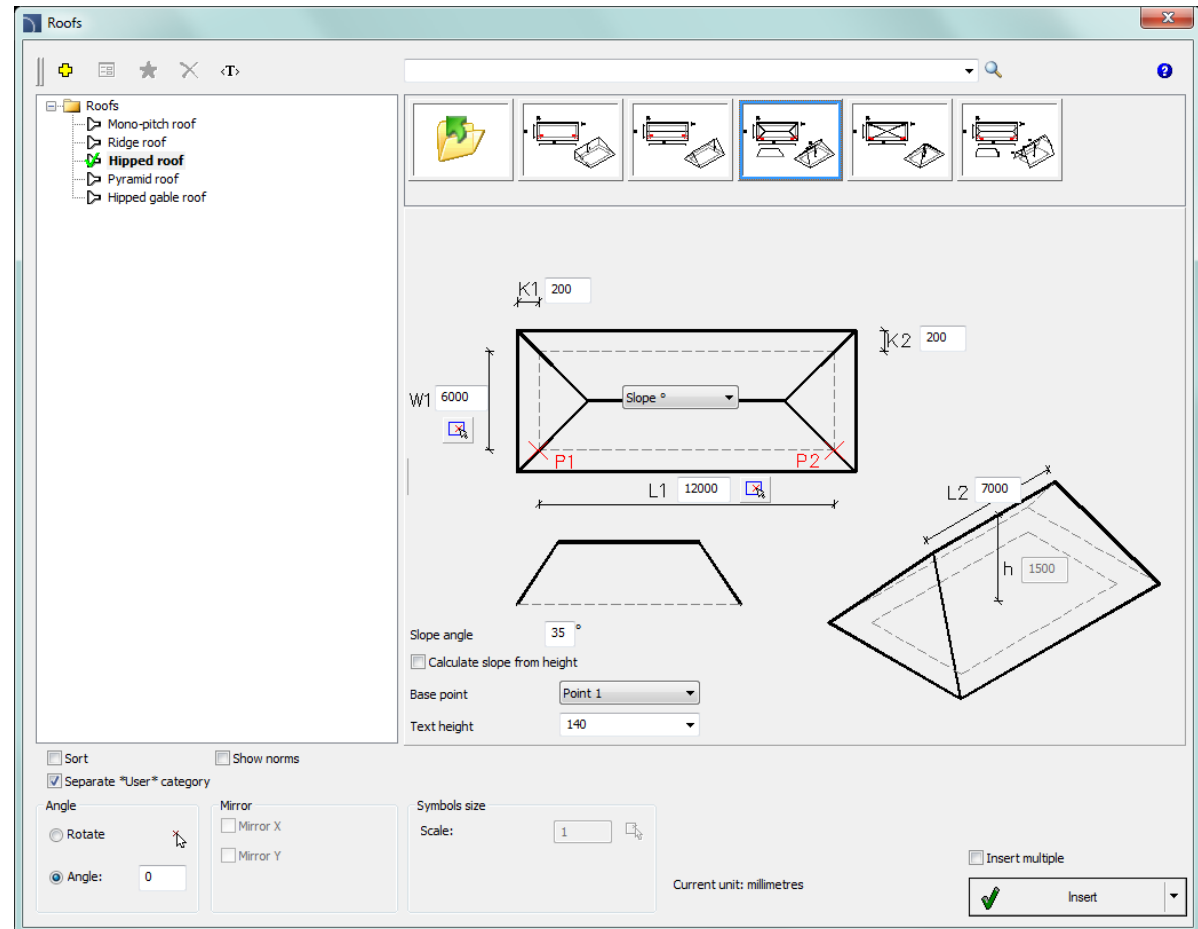 Roofs
x
<T>
?
Roofs
Mono-pitch roof
Ridge roof
Hipped roof
Pyramid roof
Hipped gable roof
K1 200
K2 200
W1 6000
Slope °
P1 P2
L1 12000
L2 7000
h 1500
Slope angle 35 °
Calculate slope from height
Base point Point 1
Text height 140
Sort Show norms
Separate *User* category
Angle
Rotate
Angle: 0
Mirror
Mirror X
Mirror Y
Symbols size
Scale: 1
Current unit: millimetres
Insert multiple
Insert